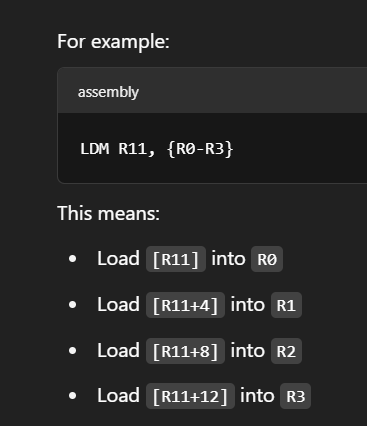 For example:
assembly
LDM R11, {R0-R3}
This means:
• Load [R11] into R0
• Load [R11+4] into R1
• Load [R11+8] into R2
• Load [R11+12] into R3